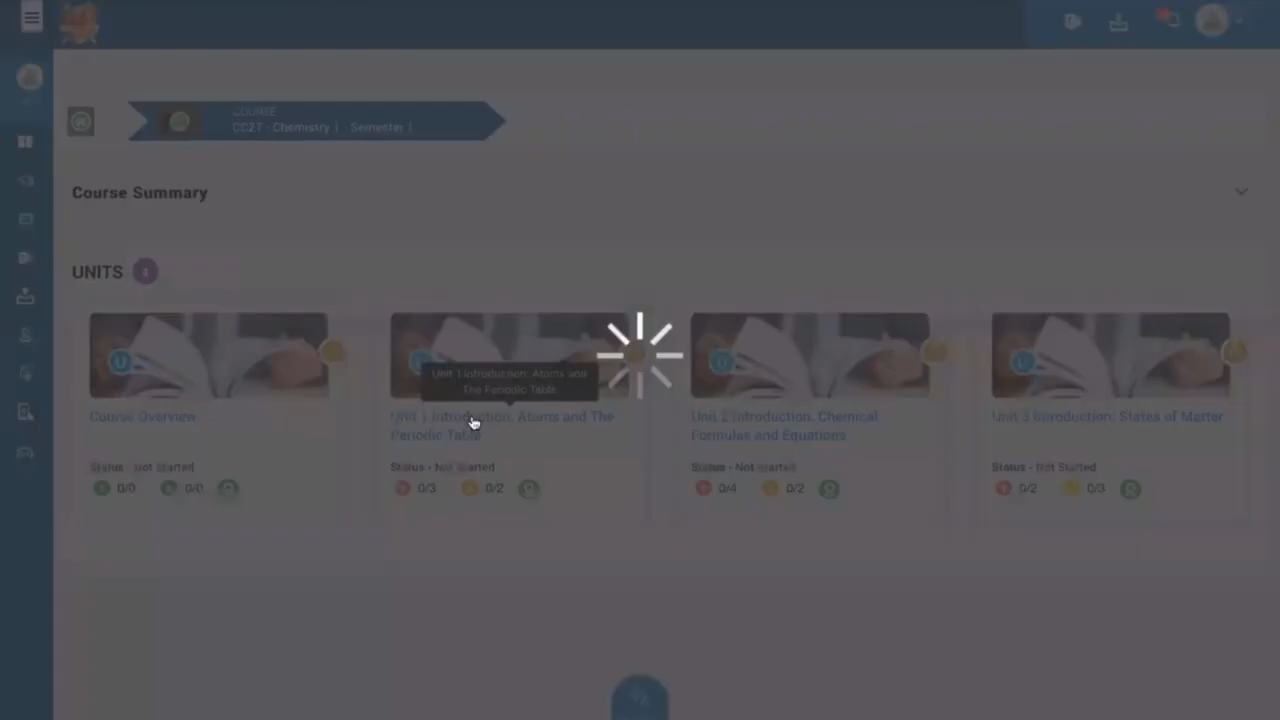 COURSE
CC27 - Chemistry | Semester |
Course Summary
UNITS 4
Unit 1 Introduction: Atoms and
The Periodic Table
Course Overview
Unit 1 Introduction: Atoms and The
Periodic Table
Unit 2 Introduction: Chemical
Formulas and Equations
Unit 3 Introduction: States of Matter
Status - Not Started
Status - Not Started
Status - Not Started
Status - Not Started
0/0 0/0
0/3 0/2
0/4 0/2
0/2 0/3